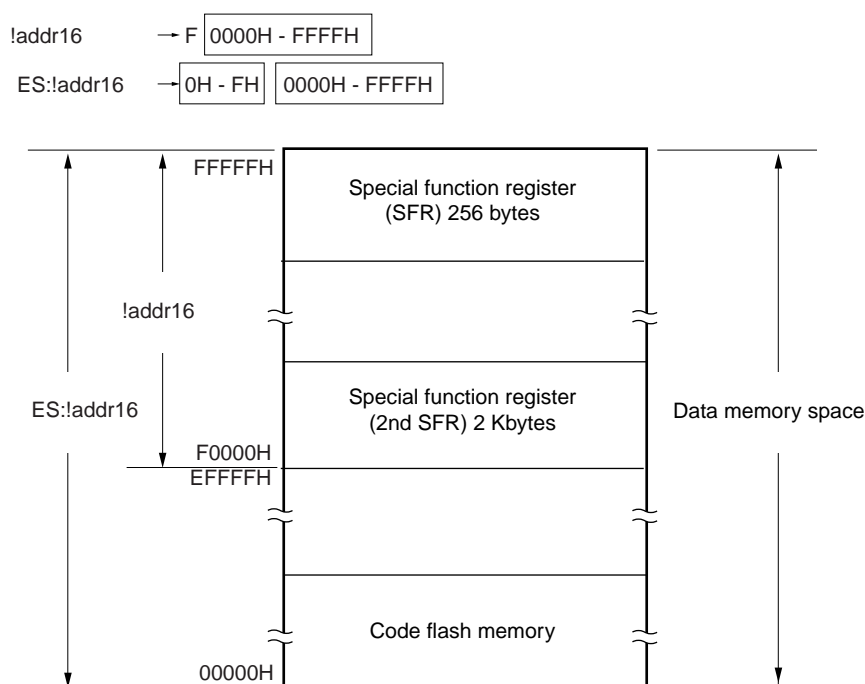 !addr16 → F 0000H - FFFFH
ES:!addr16 → 0H - FH 0000H - FFFFH
FFFFFH
Special function register
(SFR) 256 bytes
!addr16
Special function register
(2nd SFR) 2 Kbytes
ES:!addr16
Data memory space
F0000H
EFFFFH
Code flash memory
00000H